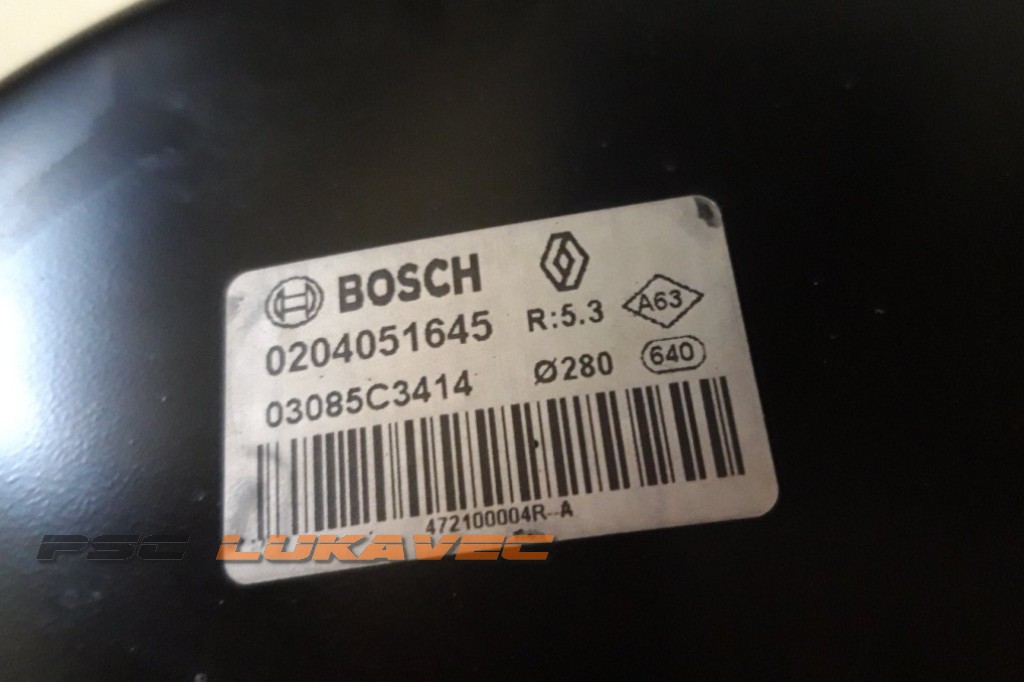 BOSCH
0204051645 R:5.3 A63
03085C3414 Ø280 640
472100004R--A
PSC LUKAVEC